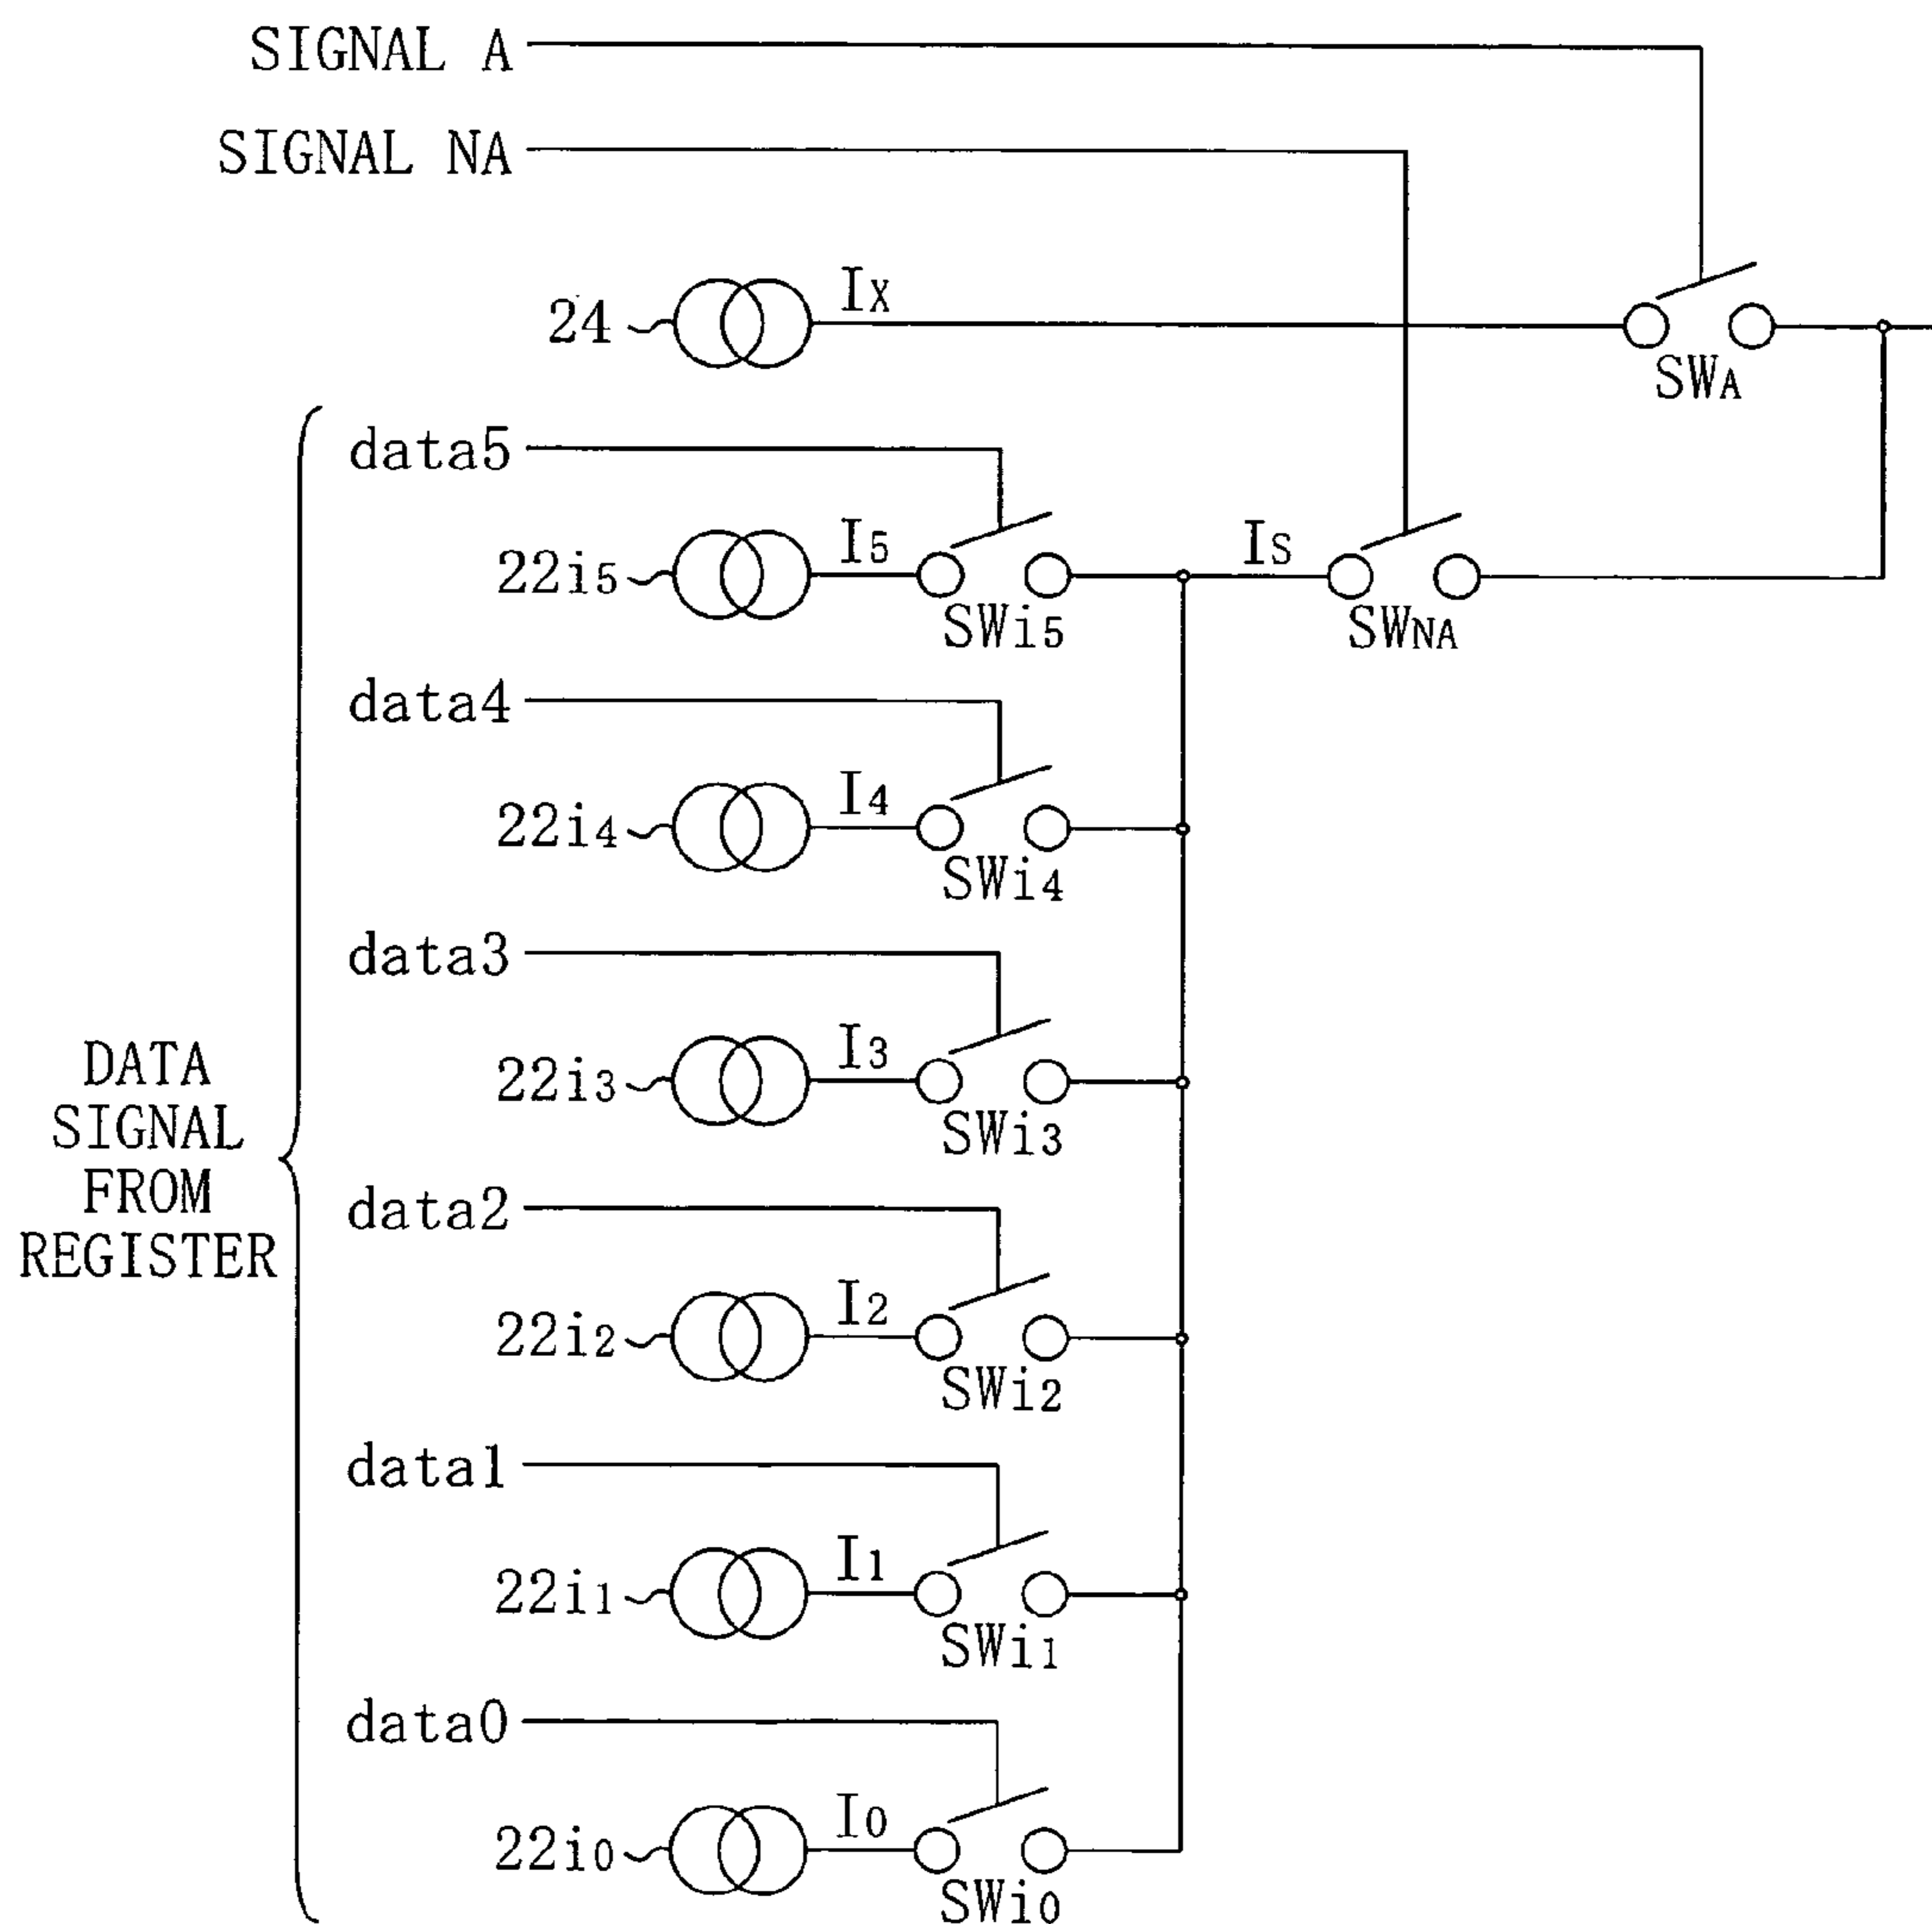 SIGNAL A
SIGNAL NA
24
IX
SWA
data5
22i5
I5
SWi5
IS
SWNA
data4
22i4
I4
SWi4
data3
22i3
I3
SWi3
DATA
SIGNAL
FROM
REGISTER
data2
22i2
I2
SWi2
data1
22i1
I1
SWi1
data0
22i0
I0
SWi0